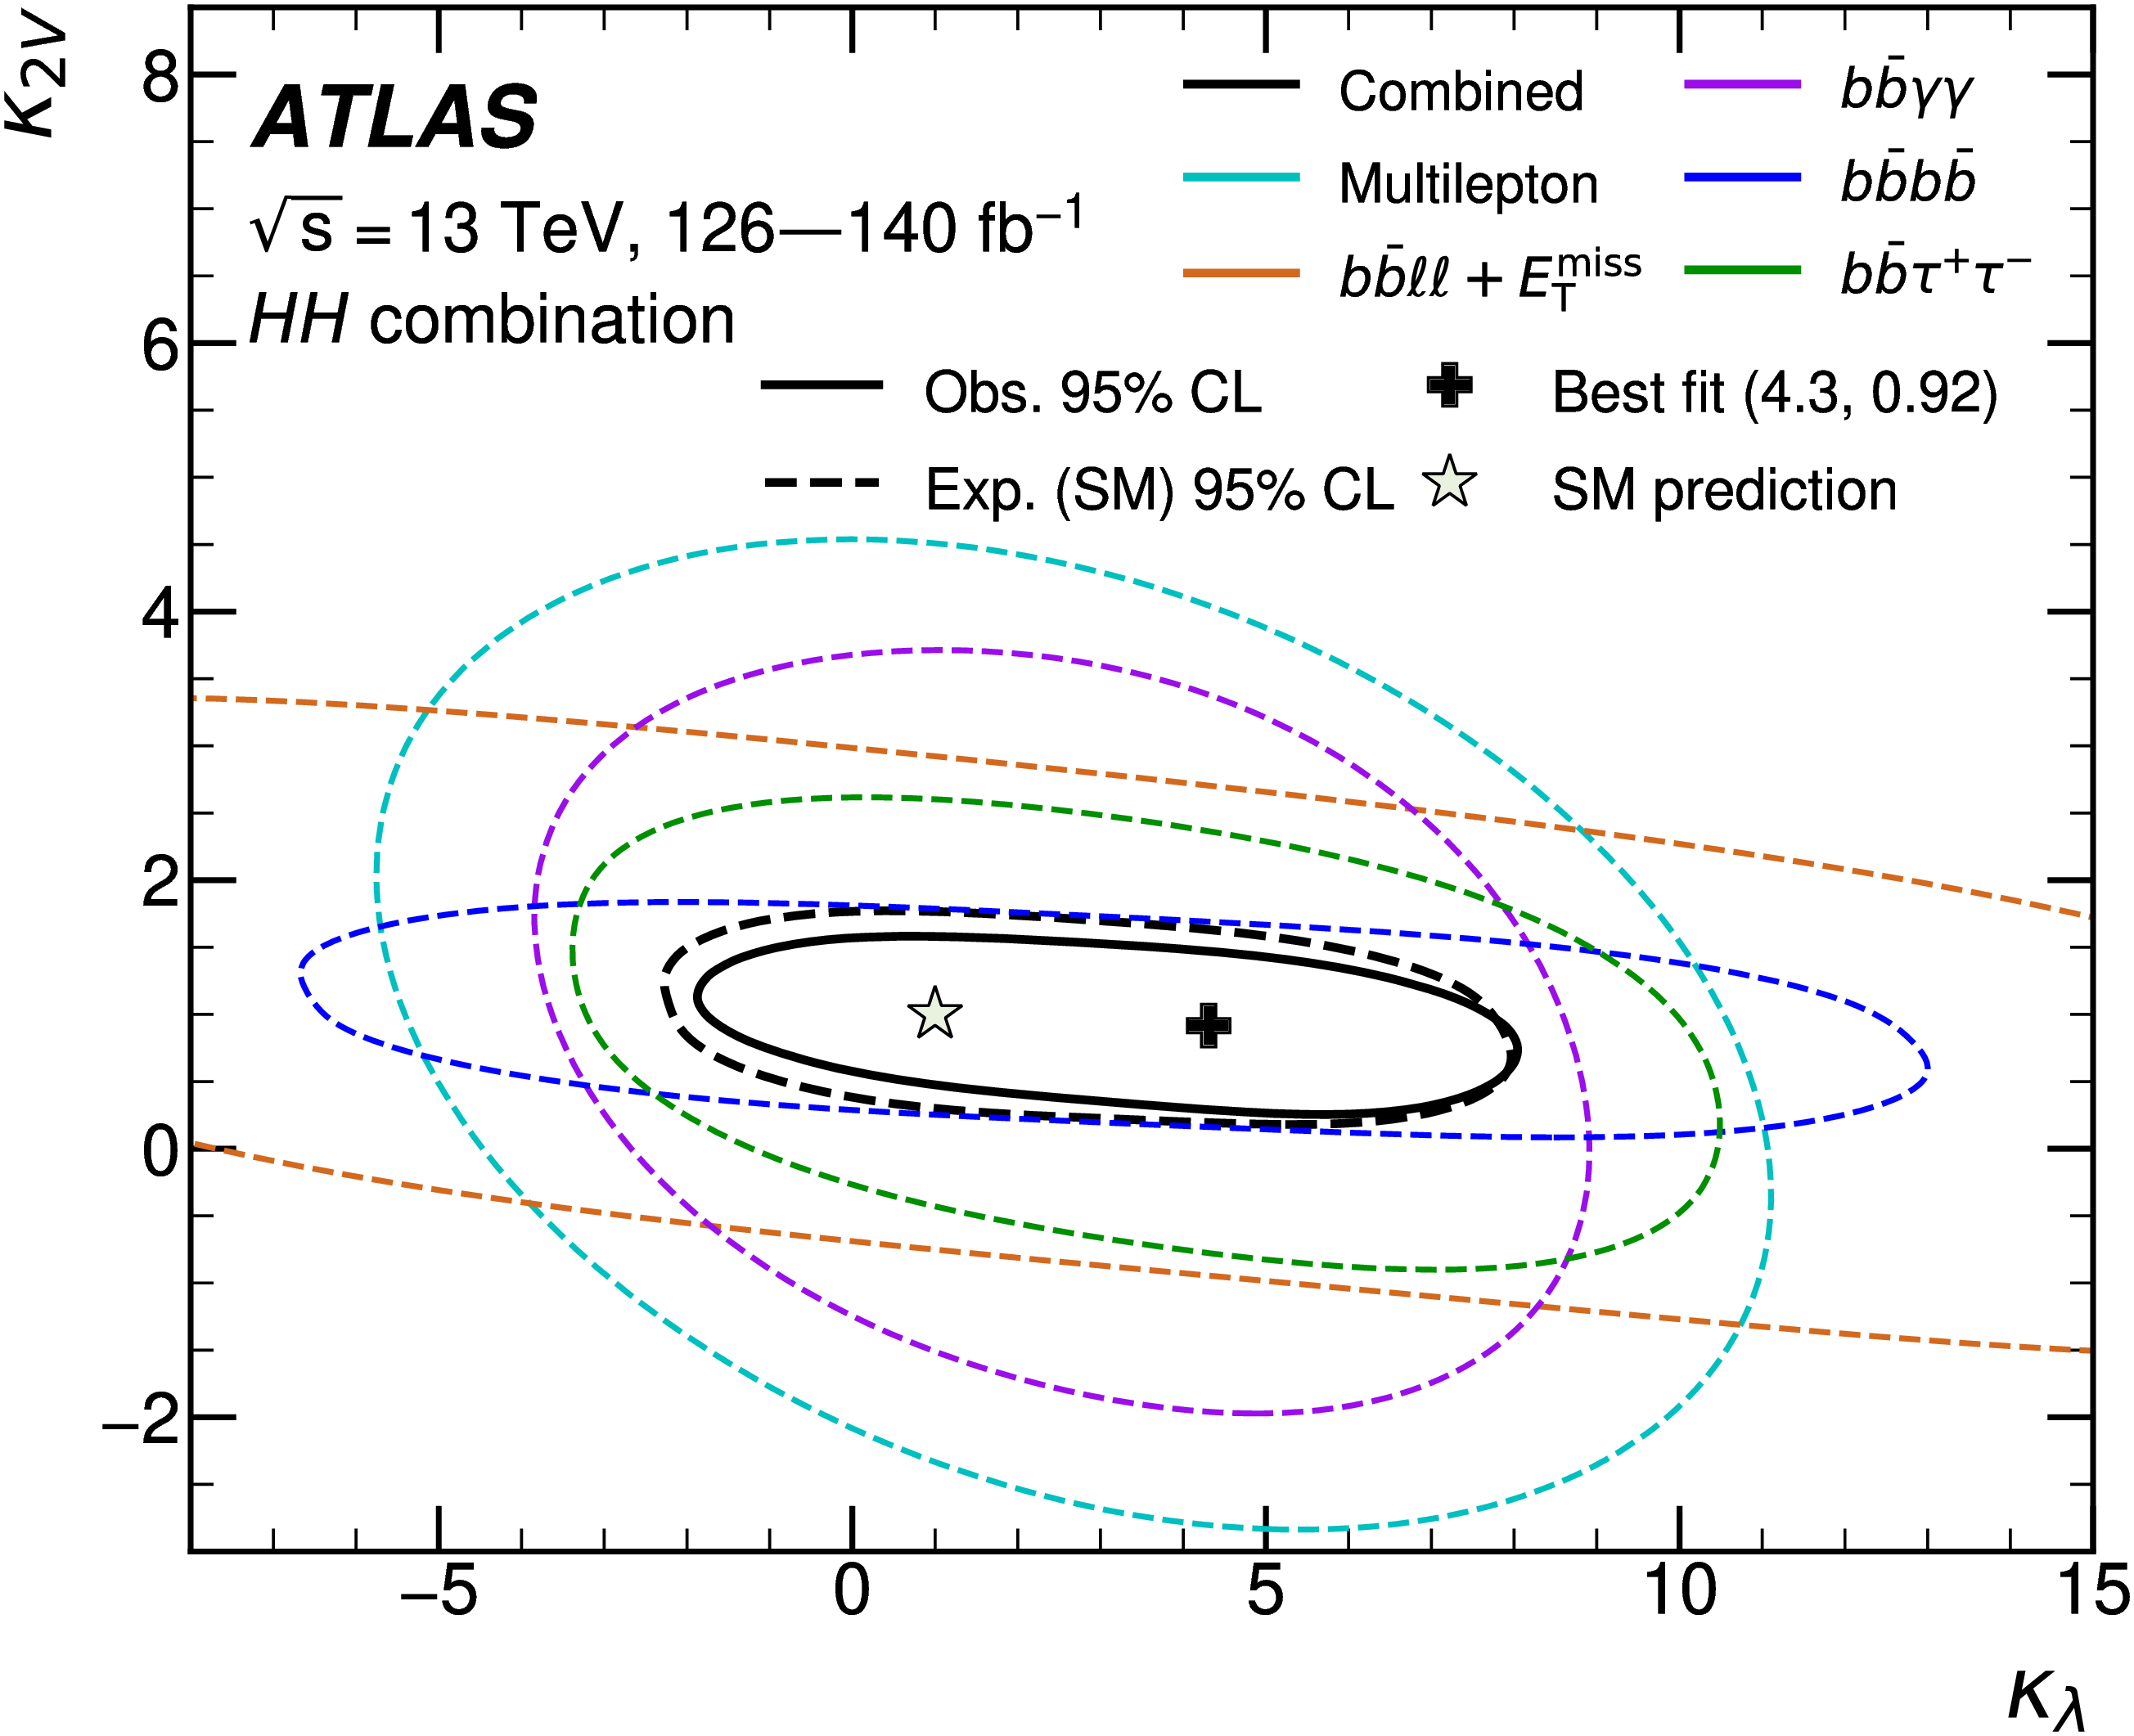 κ2V
ATLAS
√s = 13 TeV, 126—140 fb⁻¹
HH combination
Combined
bb̄γγ
Multilepton
bb̄bb̄
bb̄ℓℓ + E_T^miss
bb̄τ⁺τ⁻
Obs. 95% CL
Best fit (4.3, 0.92)
Exp. (SM) 95% CL
SM prediction
8
6
4
2
0
−2
−5 0 5 10 15
κλ